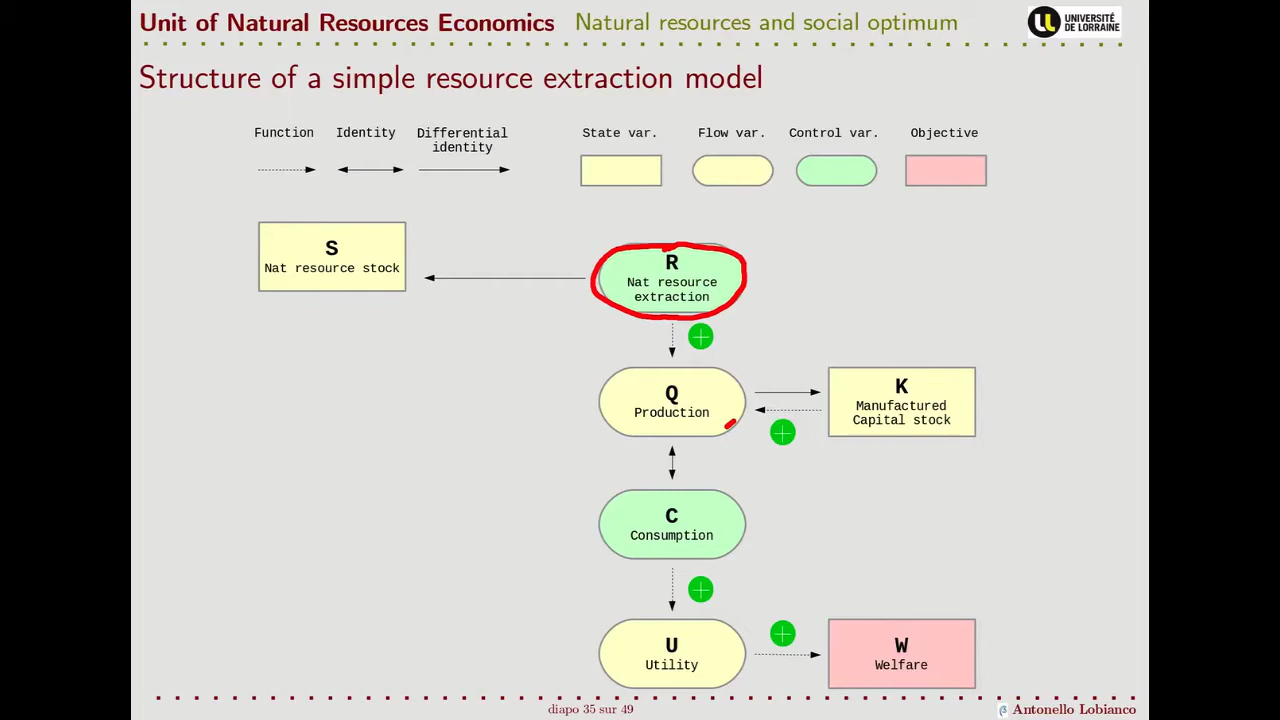 Unit of Natural Resources Economics Natural resources and social optimum
UNIVERSITÉ
DE LORRAINE
Structure of a simple resource extraction model
Function Identity Differential
identity
State var. Flow var. Control var. Objective
S
Nat resource stock
R
Nat resource
extraction
Q
Production
K
Manufactured
Capital stock
C
Consumption
U
Utility
W
Welfare
diapo 35 sur 49
β Antonello Lobianco